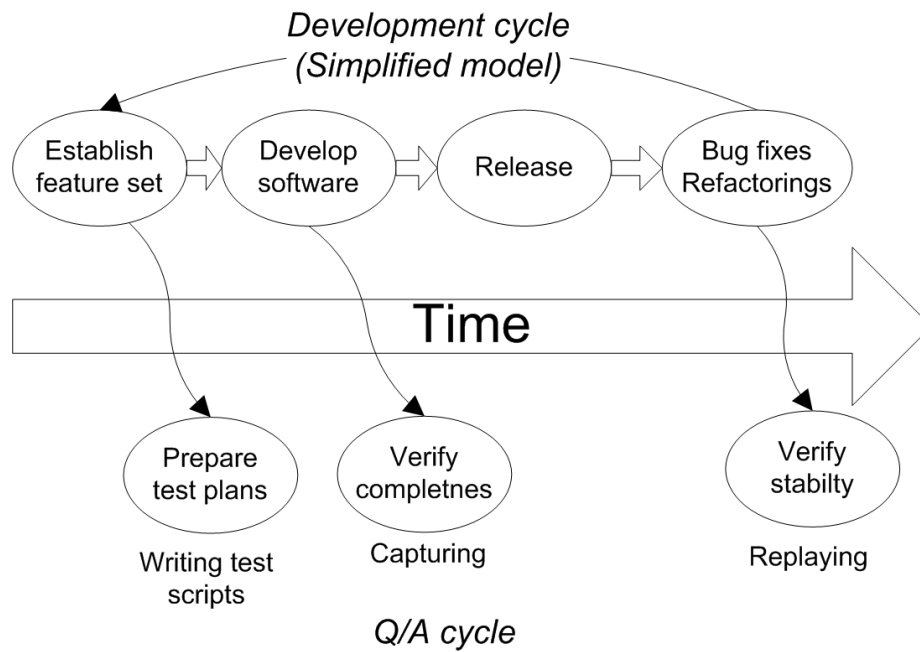 Development cycle
(Simplified model)
Establish
feature set
Develop
software
Release
Bug fixes
Refactorings
Time
Prepare
test plans
Verify
completnes
Verify
stabilty
Writing test
scripts
Capturing
Replaying
Q/A cycle